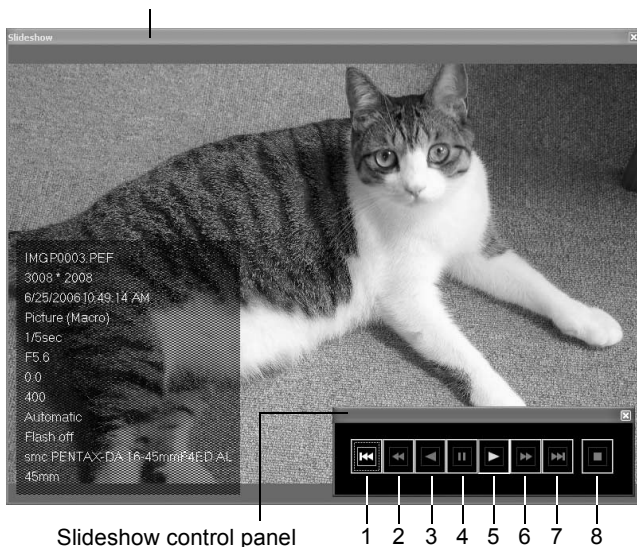 Slideshow
IMGP0003.PEF
3008 * 2008
6/25/2006 10:49:14 AM
Picture (Macro)
1/5sec
F5.6
0.0
400
Automatic
Flash off
smc PENTAX-DA 16-45mmF4ED AL
45mm
Slideshow control panel
1 2 3 4 5 6 7 8